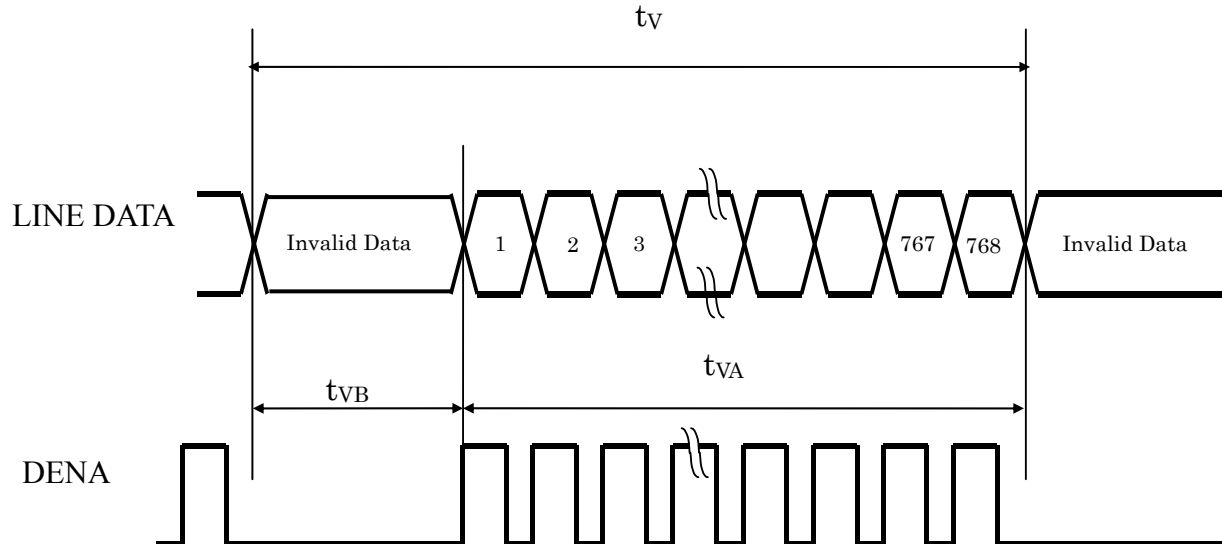 tV
LINE DATA
Invalid Data
1
2
3
767
768
Invalid Data
tVB
tVA
DENA